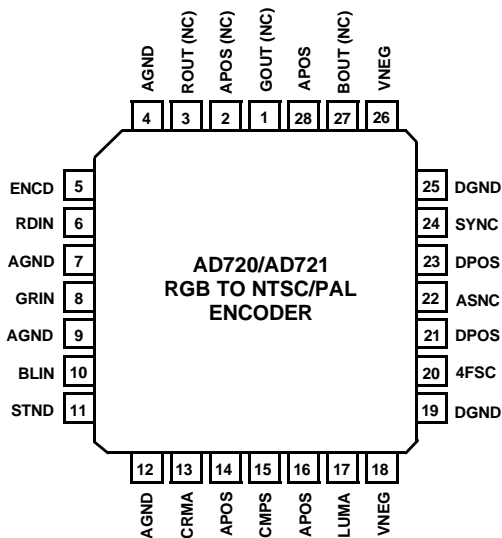 AGND
ROUT (NC)
APOS (NC)
GOUT (NC)
APOS
BOUT (NC)
VNEG
4
3
2
1
28
27
26
ENCD 5
RDIN 6
AGND 7
GRIN 8
AGND 9
BLIN 10
STND 11
AD720/AD721
RGB TO NTSC/PAL
ENCODER
25 DGND
24 SYNC
23 DPOS
22 ASNC
21 DPOS
20 4FSC
19 DGND
12
13
14
15
16
17
18
AGND
CRMA
APOS
CMPS
APOS
LUMA
VNEG